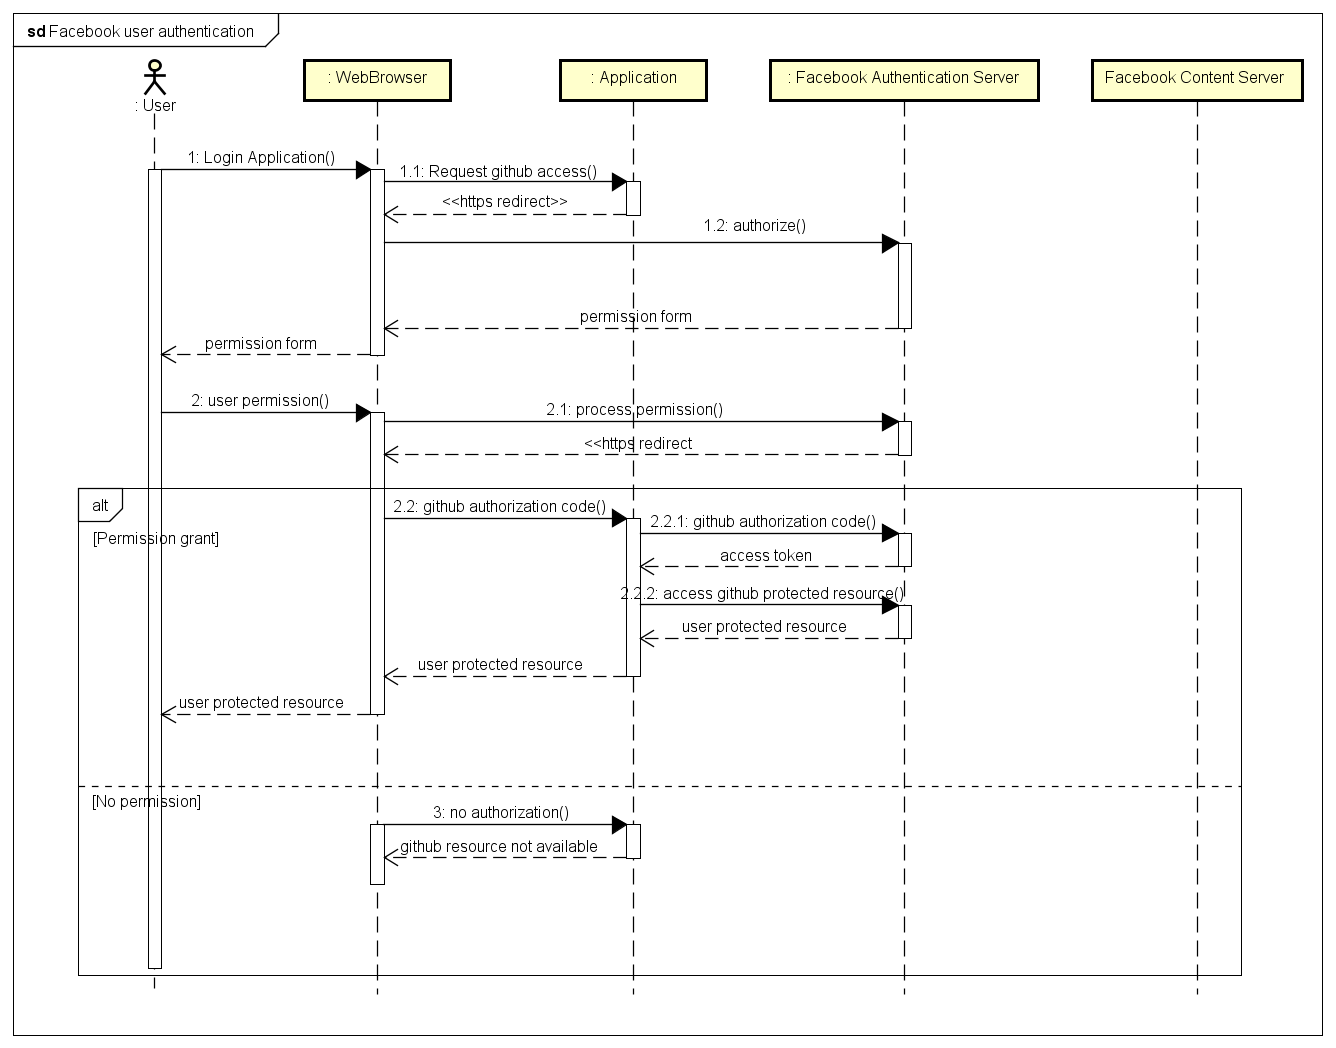 sd Facebook user authentication
: User
: WebBrowser
: Application
: Facebook Authentication Server
Facebook Content Server
1: Login Application()
1.1: Request github access()
<<https redirect>>
1.2: authorize()
permission form
permission form
2: user permission()
2.1: process permission()
<<https redirect
alt
[Permission grant]
2.2: github authorization code()
2.2.1: github authorization code()
access token
2.2.2: access github protected resource()
user protected resource
user protected resource
user protected resource
[No permission]
3: no authorization()
github resource not available